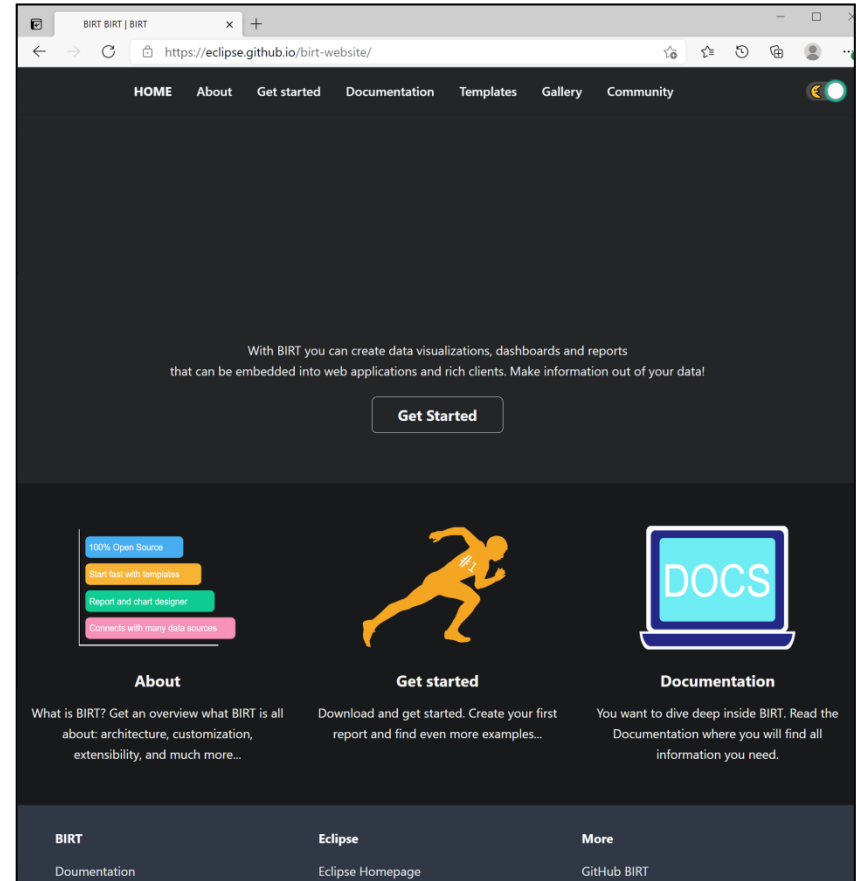 BIRT BIRT | BIRT
https://eclipse.github.io/birt-website/
HOME About Get started Documentation Templates Gallery Community
With BIRT you can create data visualizations, dashboards and reports
that can be embedded into web applications and rich clients. Make information out of your data!
Get Started
100% Open Source
Start fast with templates
Report and chart designer
Connects with many data sources
#1
DOCS
About
What is BIRT? Get an overview what BIRT is all
about: architecture, customization,
extensibility, and much more...
Get started
Download and get started. Create your first
report and find even more examples...
Documentation
You want to dive deep inside BIRT. Read the
Documentation where you will find all
information you need.
BIRT Eclipse More
Doumentation Eclipse Homepage GitHub BIRT